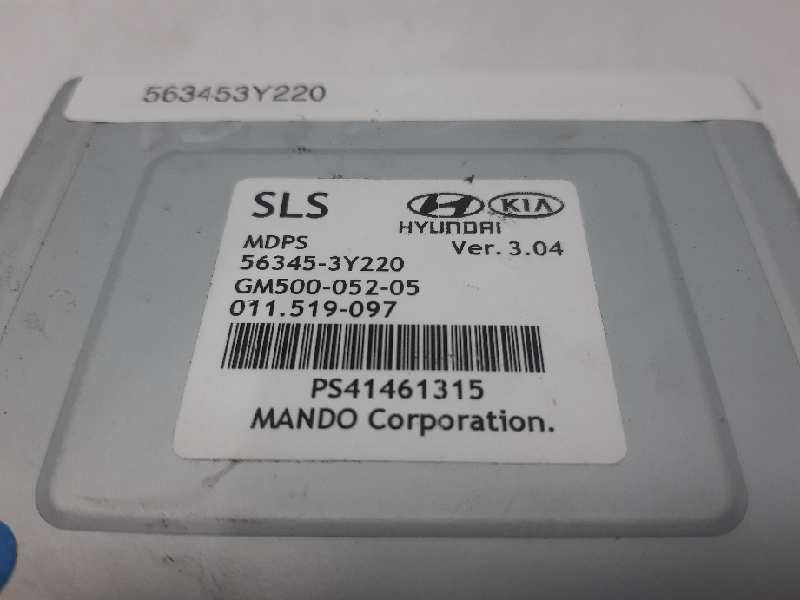 563453Y220
SLS
HYUNDAI
KIA
MDPS
Ver. 3.04
56345-3Y220
GM500-052-05
011.519-097
PS41461315
MANDO Corporation.